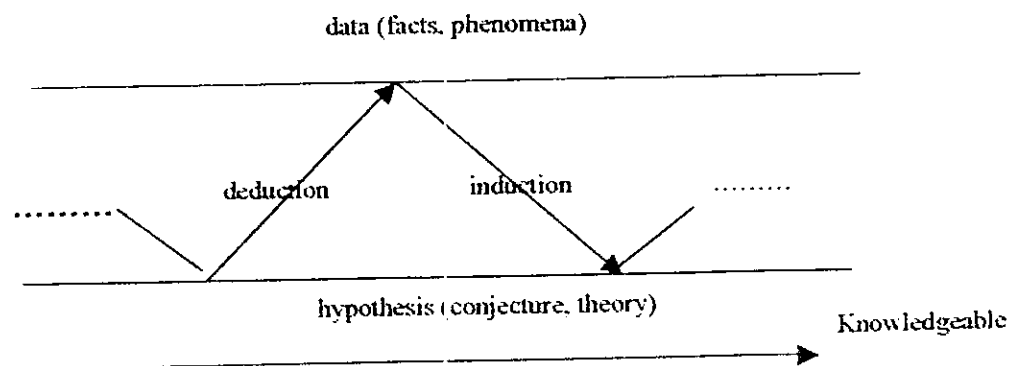 data (facts, phenomena)
deduction
induction
hypothesis (conjecture, theory)
Knowledgeable